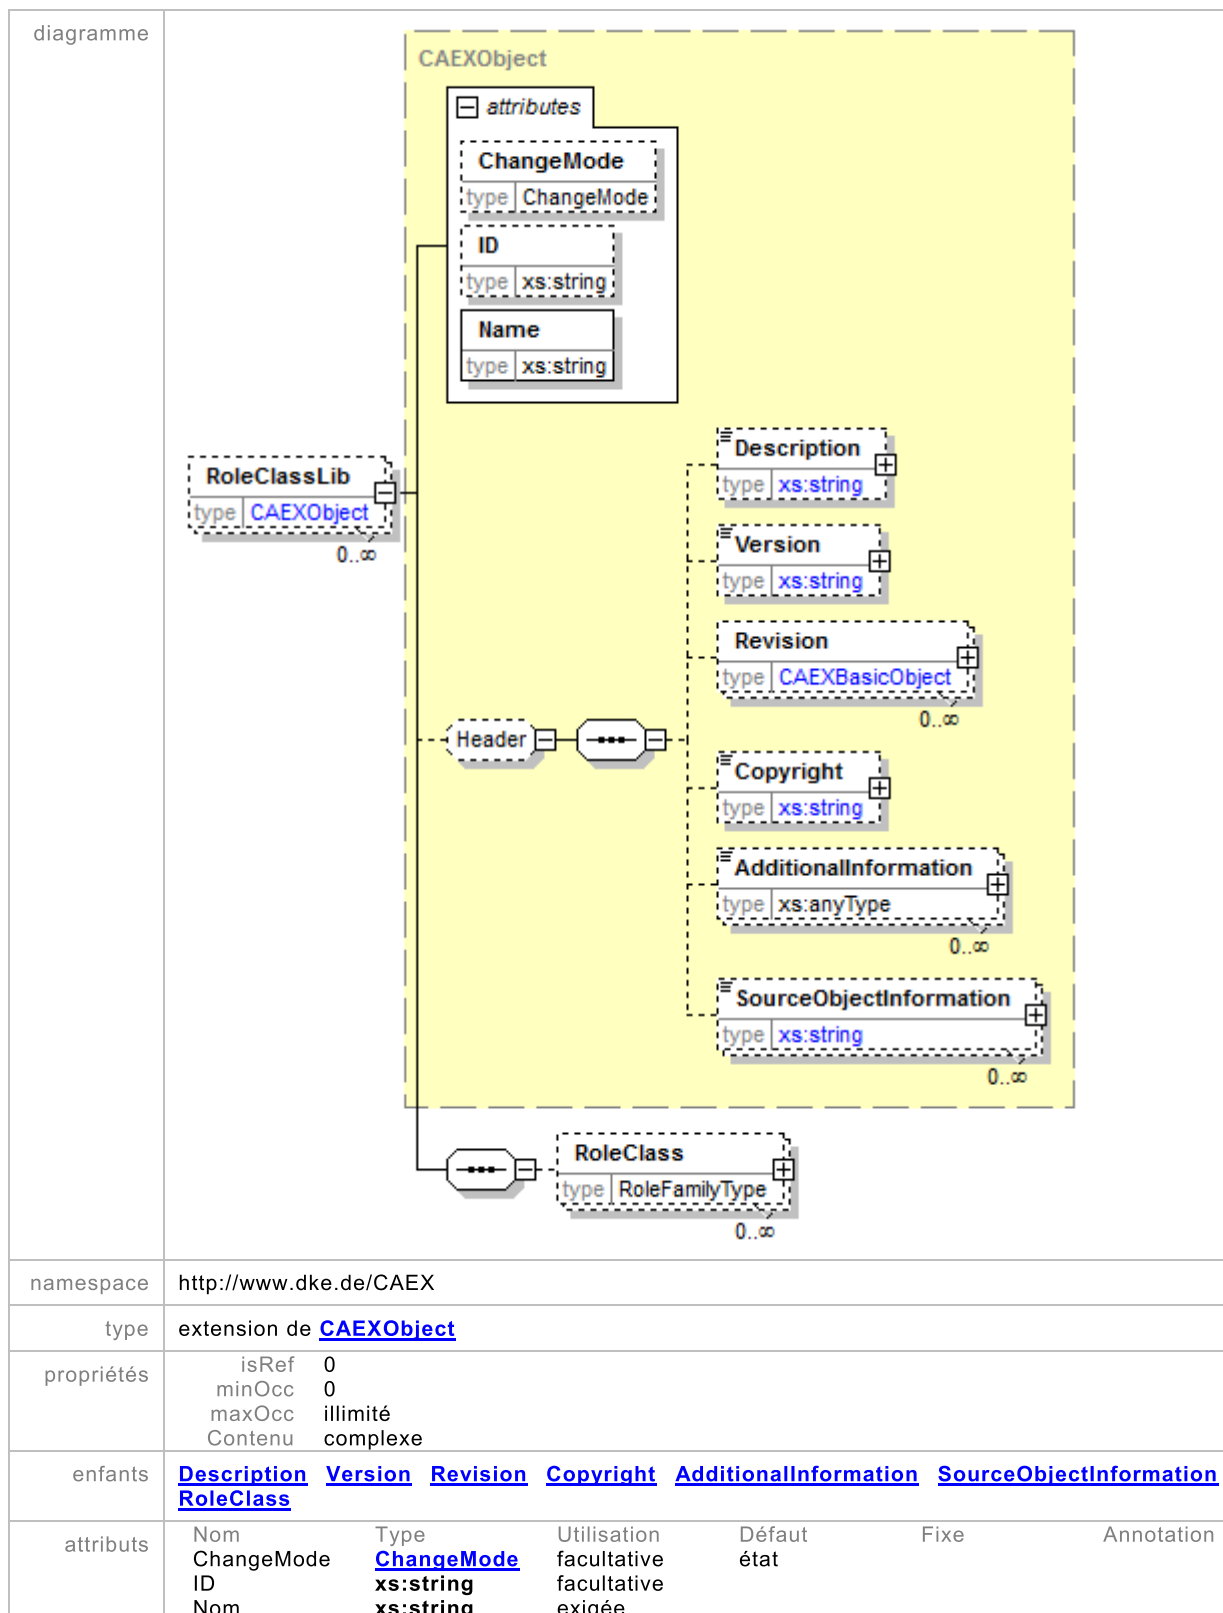 diagramme
CAEXObject
attributes
ChangeMode
type ChangeMode
ID
type xs:string
Name
type xs:string
RoleClassLib
type CAEXObject
0..∞
Description
type xs:string
Version
type xs:string
Revision
type CAEXBasicObject
0..∞
Header
Copyright
type xs:string
AdditionalInformation
type xs:anyType
0..∞
SourceObjectInformation
type xs:string
0..∞
RoleClass
type RoleFamilyType
0..∞
namespace http://www.dke.de/CAEX
type extension de CAEXObject
propriétés
isRef 0
minOcc 0
maxOcc illimité
Contenu complexe
enfants Description Version Revision Copyright AdditionalInformation SourceObjectInformation
RoleClass
attributs
Nom Type Utilisation Défaut Fixe Annotation
ChangeMode ChangeMode facultative état
ID xs:string facultative
Nom xs:string exigée